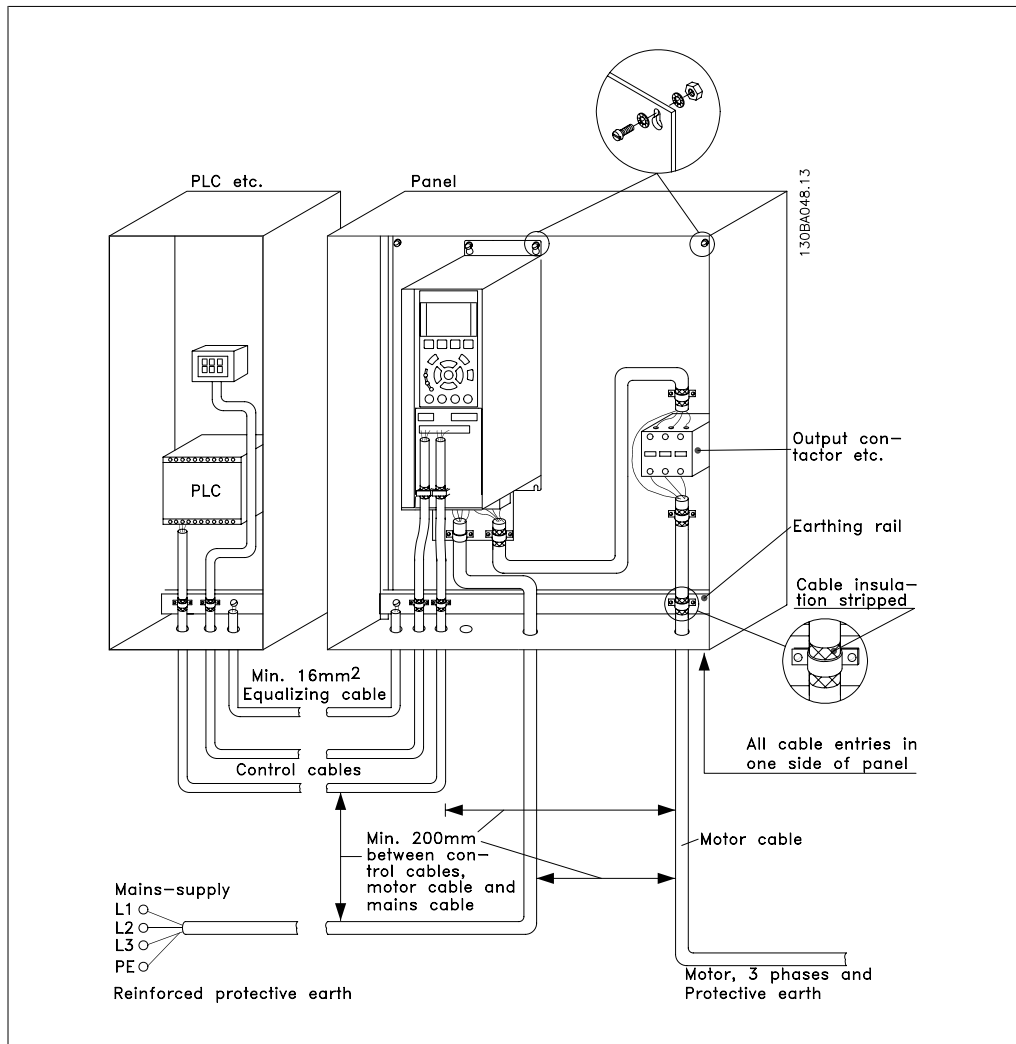 PLC etc.
Panel
130BA048.13
PLC
Output con-
tactor etc.
Earthing rail
Cable insula-
tion stripped
Min. 16mm2
Equalizing cable
All cable entries in
one side of panel
Control cables
Min. 200mm
between con-
trol cables,
motor cable and
mains cable
Motor cable
Mains-supply
L1
L2
L3
PE
Reinforced protective earth
Motor, 3 phases and
Protective earth